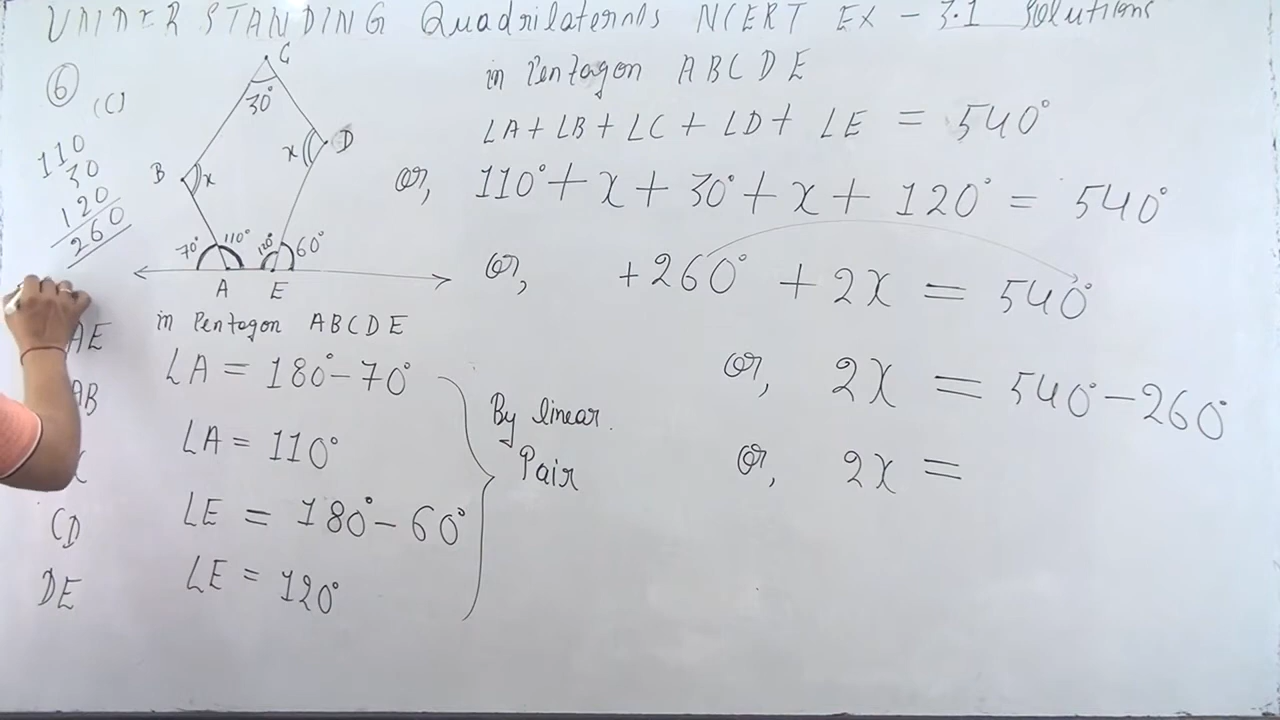 UNDERSTANDING Quadrilaterals NCERT EX - 3.1 Solutions
6
(C)
110
30
120
260
C
30°
B
x
x
D
70°
110°
120°
60°
A
E
in Pentagon ABCDE
∠A = 180° - 70°
∠A = 110°
∠E = 180° - 60°
∠E = 120°
By linear
Pair
AE
AB
CD
DE
in Pentagon ABCDE
∠A + ∠B + ∠C + ∠D + ∠E = 540°
or, 110° + x + 30° + x + 120° = 540°
or, +260° + 2x = 540°
or, 2x = 540° - 260°
or, 2x =